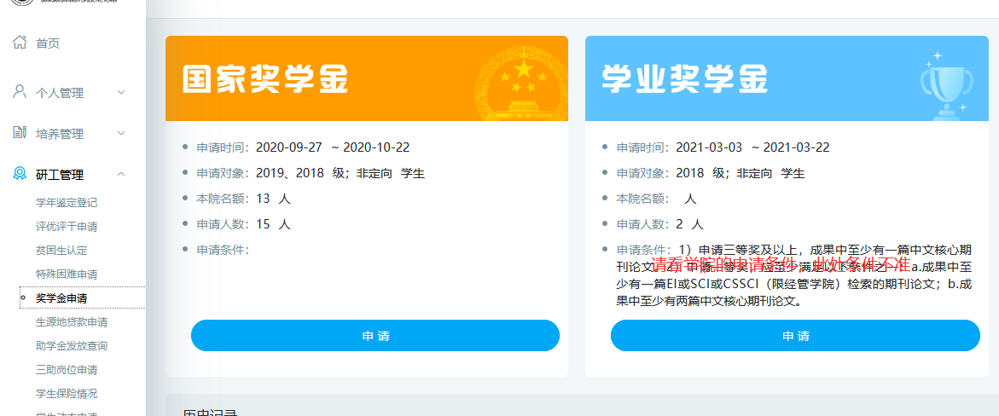 首页
个人管理
培养管理
研工管理
学年鉴定登记
评优评干申请
贫困生认定
特殊困难申请
奖学金申请
生源地贷款申请
助学金发放查询
三助岗位申请
学生保险情况
国家奖学金
申请时间：2020-09-27 ~ 2020-10-22
申请对象：2019、2018 级；非定向 学生
本院名额：13 人
申请人数：15 人
申请条件：
申请
学业奖学金
申请时间：2021-03-03 ~ 2021-03-22
申请对象：2018 级；非定向 学生
本院名额： 人
申请人数：2 人
申请条件：1）申请三等奖及以上，成果中至少有一篇中文核心期
请看学院的申请条件，此处条件不准
刊论文。2）申请一等奖，应至少满足以下条件之一：a.成果中至
少有一篇EI或SCI或CSSCI（限经管学院）检索的期刊论文；b.成
果中至少有两篇中文核心期刊论文。
申请
历史记录